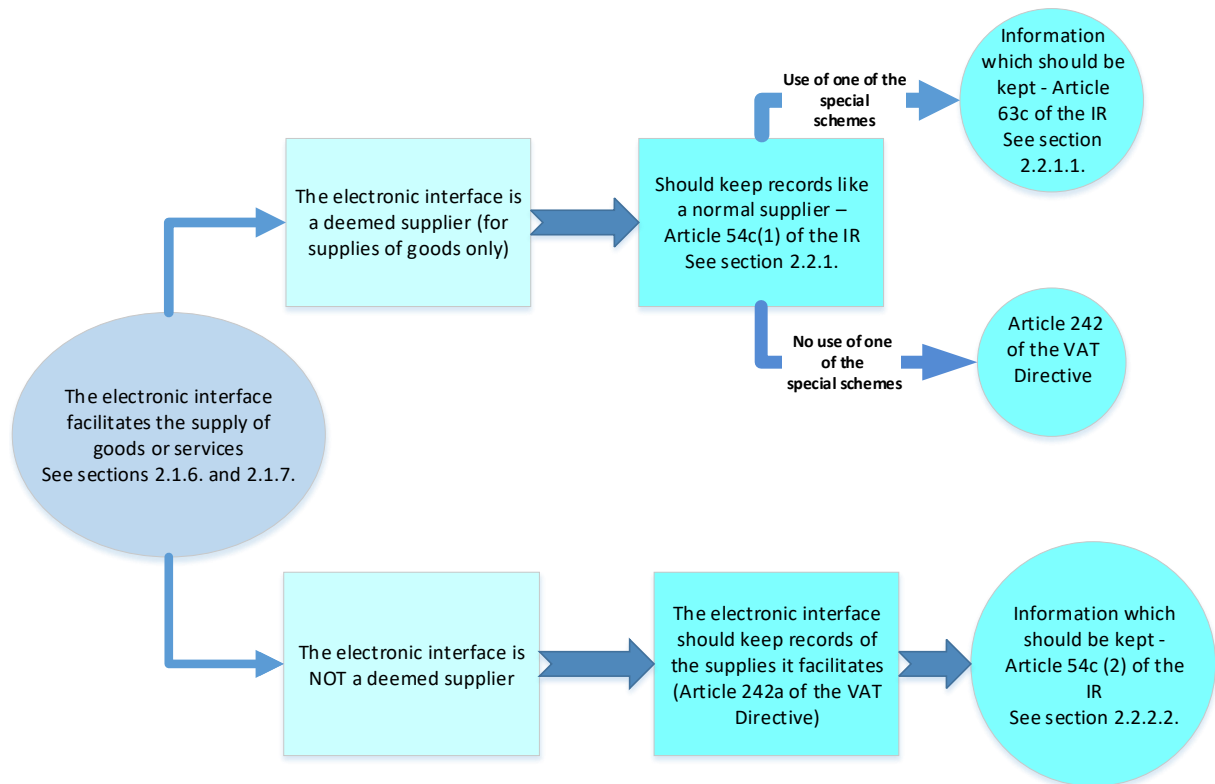 Information
which should be
kept - Article
63c of the IR
See section
2.2.1.1.
Use of one of the
special
schemes
The electronic interface is
a deemed supplier (for
supplies of goods only)
Should keep records like
a normal supplier –
Article 54c(1) of the IR
See section 2.2.1.
No use of one
of the
special schemes
Article 242
of the VAT
Directive
The electronic interface
facilitates the supply of
goods or services
See sections 2.1.6. and 2.1.7.
The electronic interface is
NOT a deemed supplier
The electronic interface
should keep records of
the supplies it facilitates
(Article 242a of the VAT
Directive)
Information which
should be kept -
Article 54c (2) of the
IR
See section 2.2.2.2.